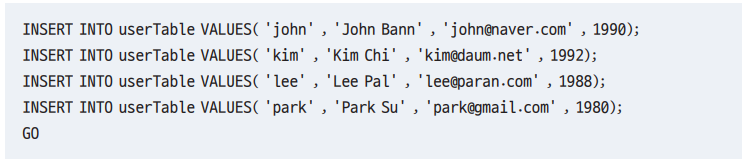 INSERT INTO userTable VALUES( 'john' , 'John Bann' , 'john@naver.com' , 1990);
INSERT INTO userTable VALUES( 'kim' , 'Kim Chi' , 'kim@daum.net' , 1992);
INSERT INTO userTable VALUES( 'lee' , 'Lee Pal' , 'lee@paran.com' , 1988);
INSERT INTO userTable VALUES( 'park' , 'Park Su' , 'park@gmail.com' , 1980);
GO